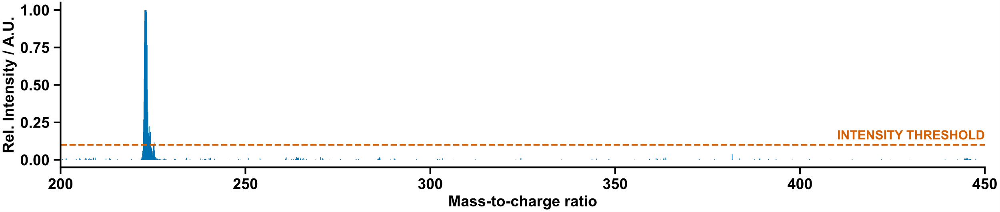 Rel. Intensity / A.U.
1.00
0.75
0.50
0.25
0.00
INTENSITY THRESHOLD
200 250 300 350 400 450
Mass-to-charge ratio